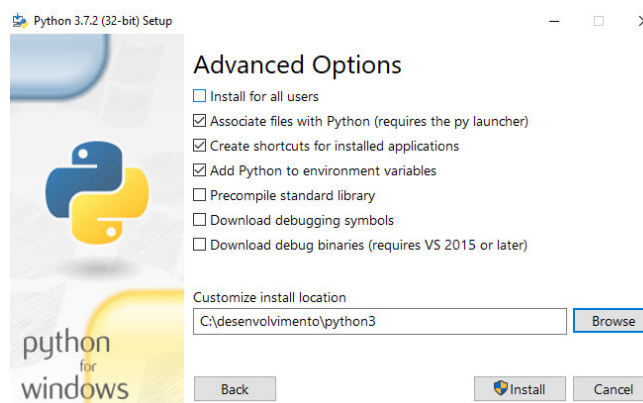 Python 3.7.2 (32-bit) Setup
Advanced Options
Install for all users
Associate files with Python (requires the py launcher)
Create shortcuts for installed applications
Add Python to environment variables
Precompile standard library
Download debugging symbols
Download debug binaries (requires VS 2015 or later)
Customize install location
C:\desenvolvimento\python3
Browse
python
for
windows
Back
Install
Cancel